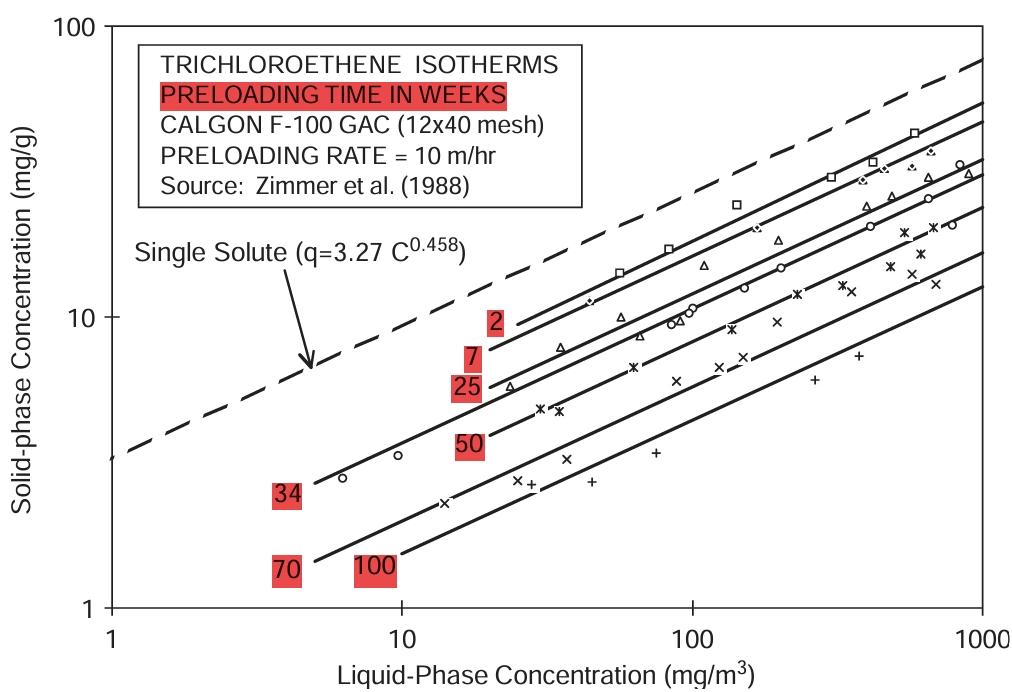 100
TRICHLOROETHENE ISOTHERMS
PRELOADING TIME IN WEEKS
CALGON F-100 GAC (12x40 mesh)
PRELOADING RATE = 10 m/hr
Source: Zimmer et al. (1988)
Single Solute (q=3.27 C^0.458)
Solid-phase Concentration (mg/g)
10
2
7
25
50
34
70
100
1
1
10
100
1000
Liquid-Phase Concentration (mg/m³)